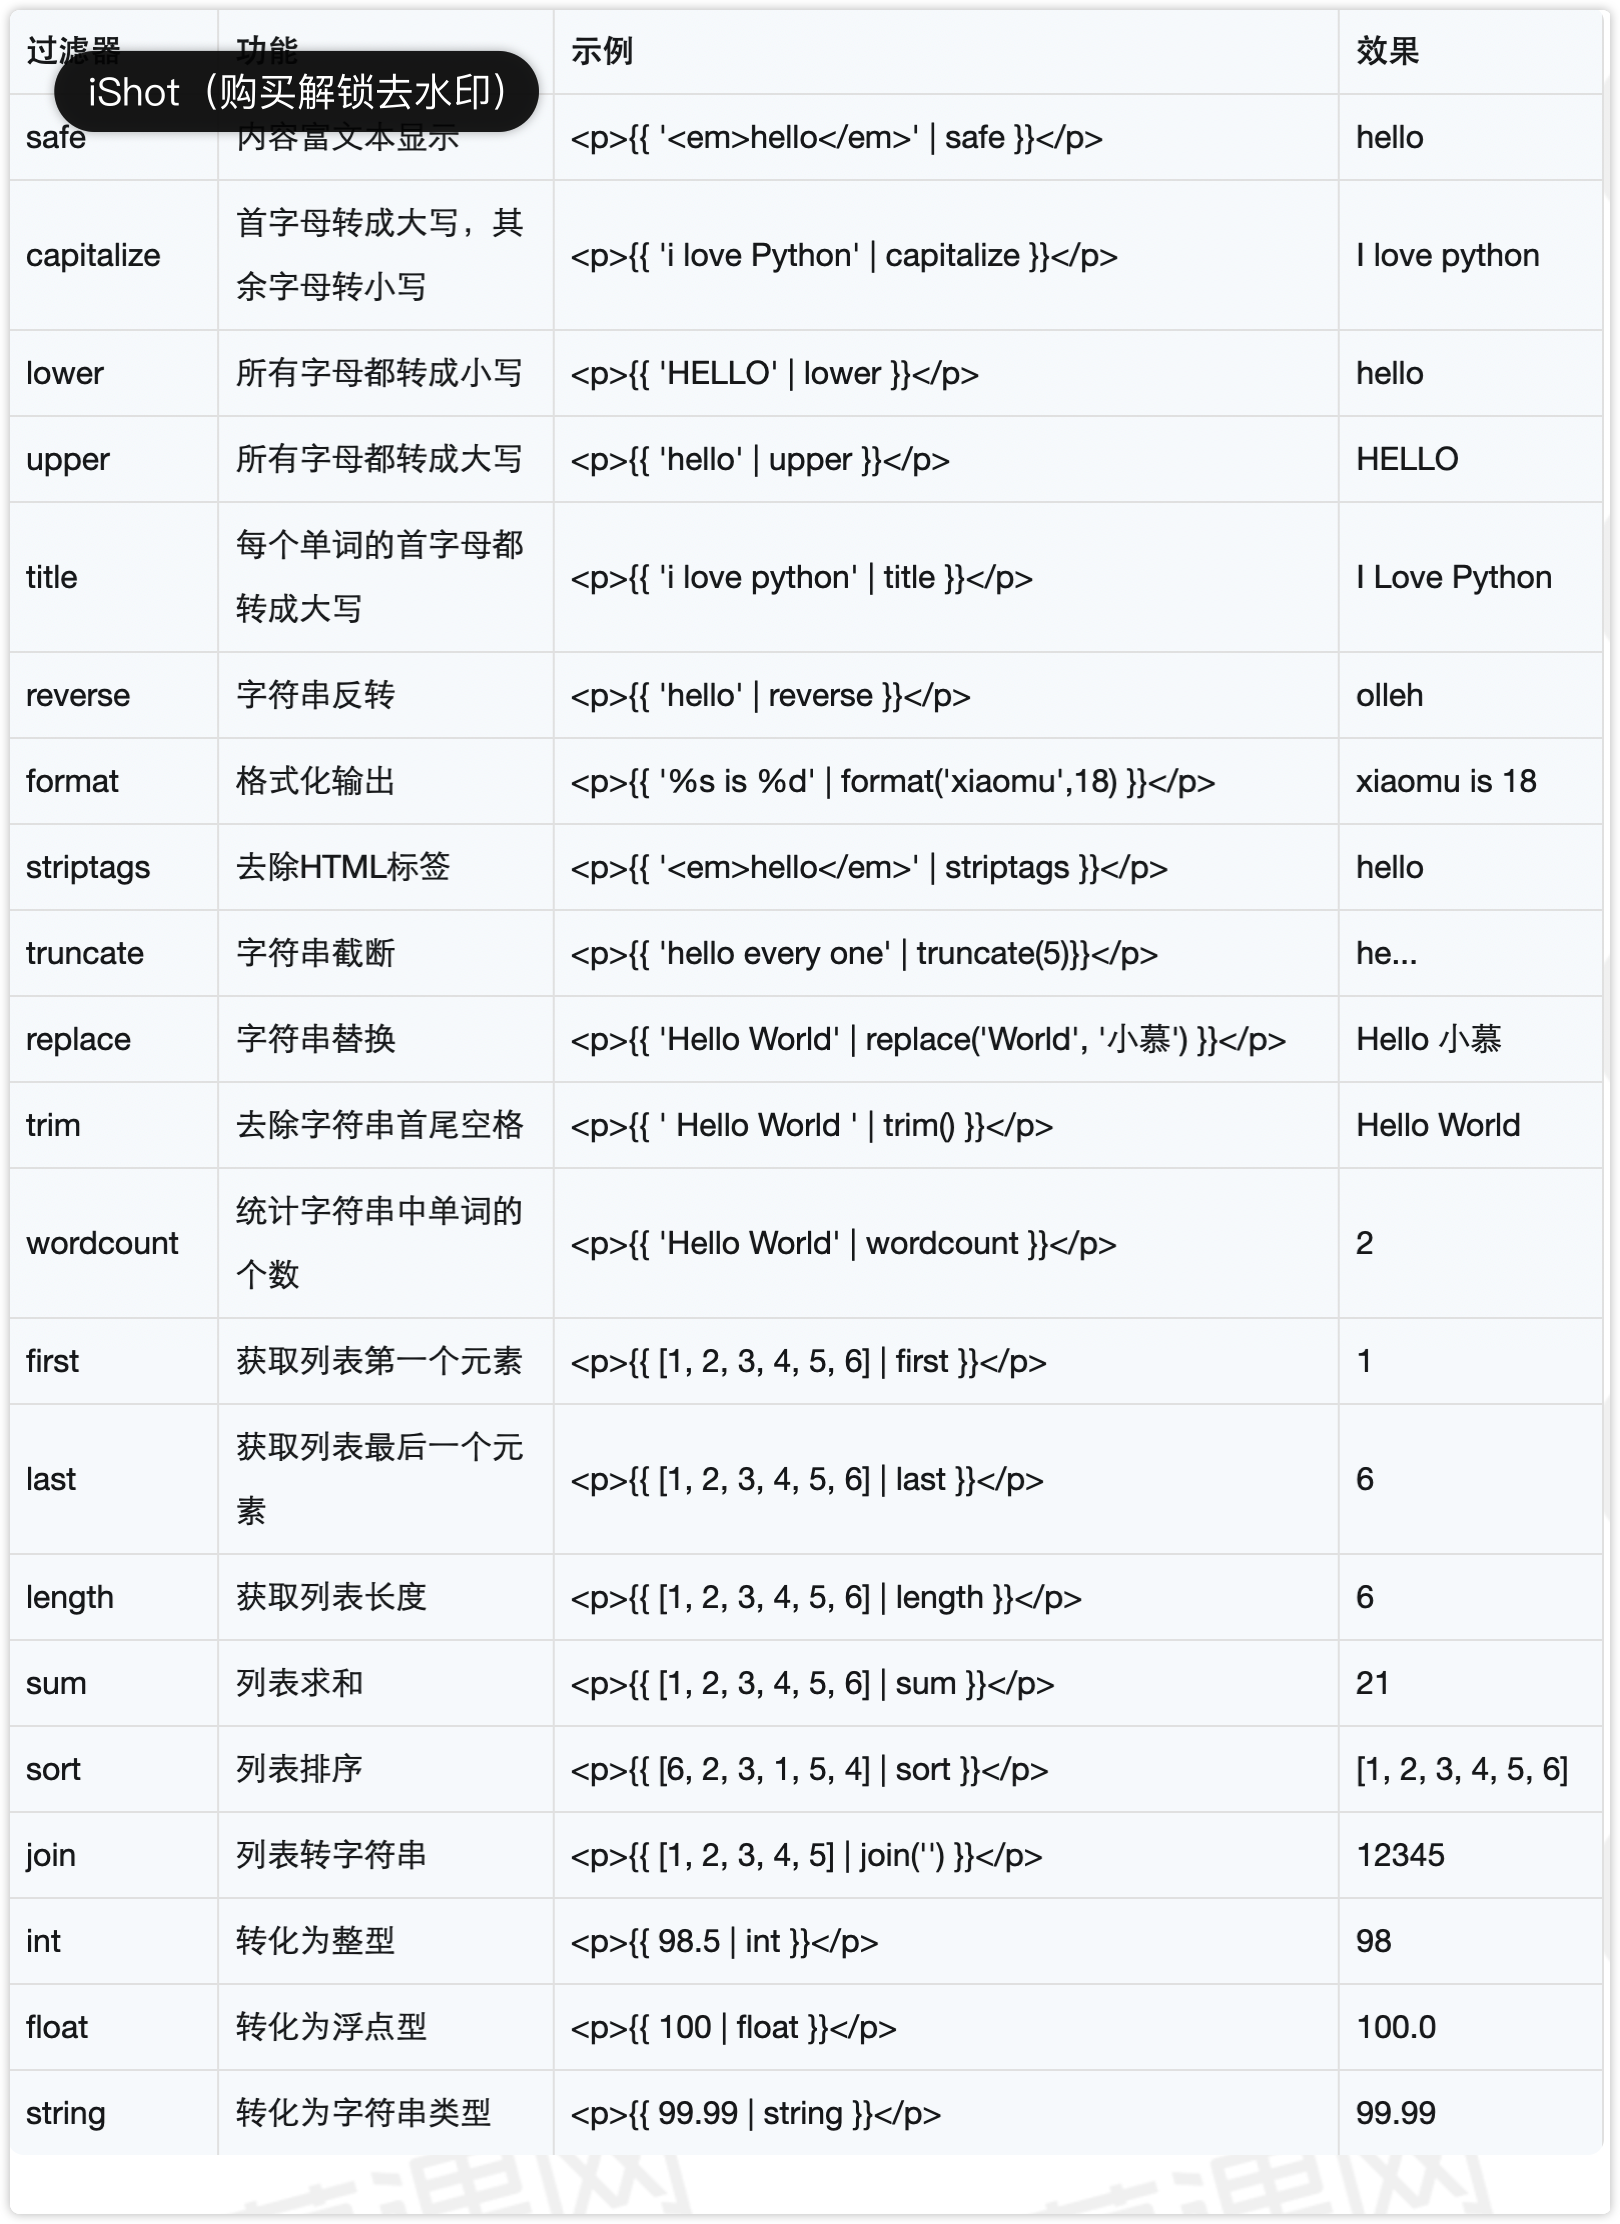 过滤器 功能 示例 效果
iShot（购买解锁去水印）
safe 内容富文本显示 <p>{{ '<em>hello</em>' | safe }}</p> hello
capitalize 首字母转成大写，其 <p>{{ 'i love Python' | capitalize }}</p> I love python
余字母转小写
lower 所有字母都转成小写 <p>{{ 'HELLO' | lower }}</p> hello
upper 所有字母都转成大写 <p>{{ 'hello' | upper }}</p> HELLO
title 每个单词的首字母都 <p>{{ 'i love python' | title }}</p> I Love Python
转成大写
reverse 字符串反转 <p>{{ 'hello' | reverse }}</p> olleh
format 格式化输出 <p>{{ '%s is %d' | format('xiaomu',18) }}</p> xiaomu is 18
striptags 去除HTML标签 <p>{{ '<em>hello</em>' | striptags }}</p> hello
truncate 字符串截断 <p>{{ 'hello every one' | truncate(5)}}</p> he...
replace 字符串替换 <p>{{ 'Hello World' | replace('World', '小慕') }}</p> Hello 小慕
trim 去除字符串首尾空格 <p>{{ ' Hello World ' | trim() }}</p> Hello World
wordcount 统计字符串中单词的 <p>{{ 'Hello World' | wordcount }}</p> 2
个数
first 获取列表第一个元素 <p>{{ [1, 2, 3, 4, 5, 6] | first }}</p> 1
last 获取列表最后一个元 <p>{{ [1, 2, 3, 4, 5, 6] | last }}</p> 6
素
length 获取列表长度 <p>{{ [1, 2, 3, 4, 5, 6] | length }}</p> 6
sum 列表求和 <p>{{ [1, 2, 3, 4, 5, 6] | sum }}</p> 21
sort 列表排序 <p>{{ [6, 2, 3, 1, 5, 4] | sort }}</p> [1, 2, 3, 4, 5, 6]
join 列表转字符串 <p>{{ [1, 2, 3, 4, 5] | join('') }}</p> 12345
int 转化为整型 <p>{{ 98.5 | int }}</p> 98
float 转化为浮点型 <p>{{ 100 | float }}</p> 100.0
string 转化为字符串类型 <p>{{ 99.99 | string }}</p> 99.99